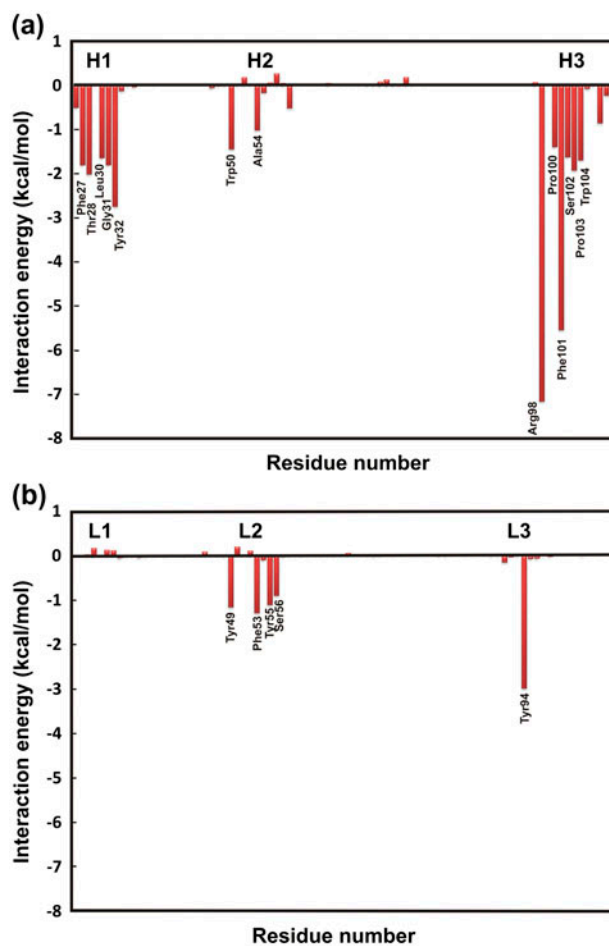 (a)
H1 H2 H3
Interaction energy (kcal/mol)
1
0
-1
-2
-3
-4
-5
-6
-7
-8
Phe27
Thr28
Leu30
Gly31
Tyr32
Trp50
Ala54
Arg98
Pro100
Phe101
Ser102
Pro103
Trp104
Residue number
(b)
L1 L2 L3
Interaction energy (kcal/mol)
1
0
-1
-2
-3
-4
-5
-6
-7
-8
Tyr49
Phe53
Tyr55
Ser56
Tyr94
Residue number